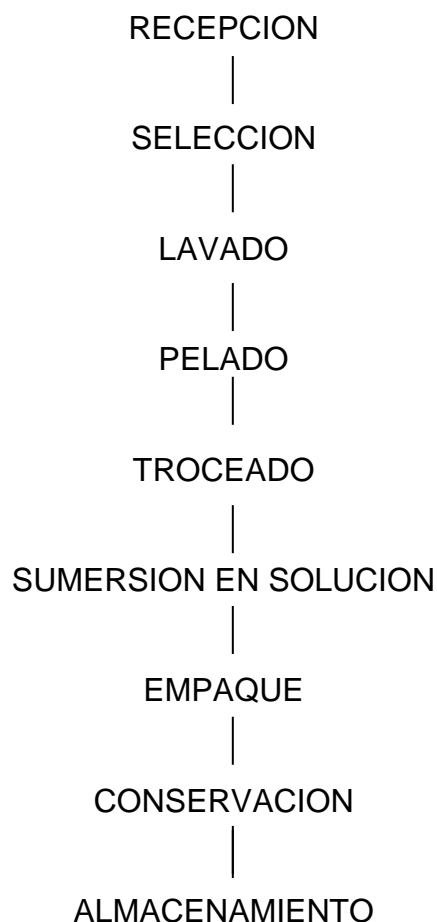 RECEPCION
SELECCION
LAVADO
PELADO
TROCEADO
SUMERSION EN SOLUCION
EMPAQUE
CONSERVACION
ALMACENAMIENTO